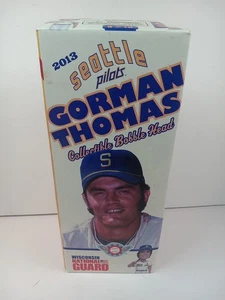 2013
seattle
pilots
GORMAN
THOMAS
Collectible Bobble Head
S
WISCONSIN
NATIONAL
GUARD